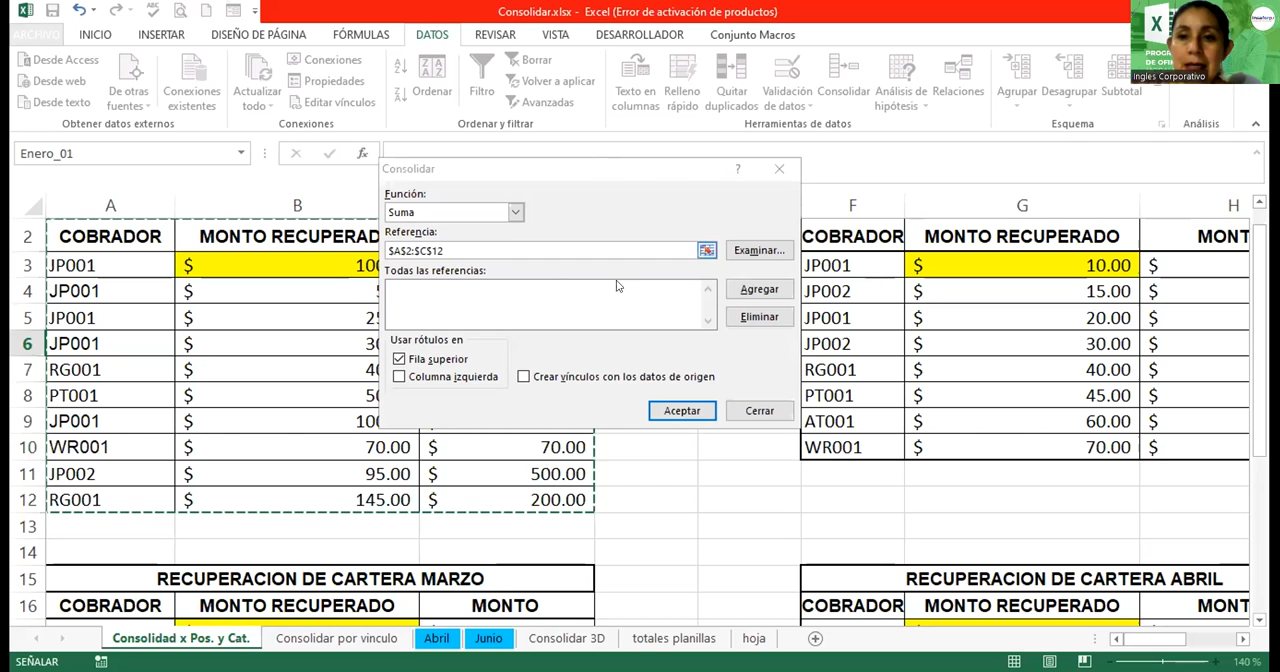 Consolidar.xlsx - Excel (Error de activación de productos)
ARCHIVO INICIO INSERTAR DISEÑO DE PÁGINA FÓRMULAS DATOS REVISAR VISTA DESARROLLADOR Conjunto Macros
Ingles Corporativo
Desde Access
Desde web
Desde texto
De otras fuentes
Conexiones existentes
Obtener datos externos
Actualizar todo
Conexiones
Propiedades
Editar vínculos
Conexiones
Ordenar
Filtro
Borrar
Volver a aplicar
Avanzadas
Ordenar y filtrar
Texto en columnas
Relleno rápido
Quitar duplicados
Validación de datos
Consolidar
Análisis de hipótesis
Relaciones
Herramientas de datos
Agrupar
Desagrupar
Subtotal
Esquema
Análisis
Enero_01
fx
Consolidar ?
Función:
Suma
Referencia:
$A$2:$C$12
Examinar...
Todas las referencias:
Agregar
Eliminar
Usar rótulos en
Fila superior
Columna izquierda
Crear vínculos con los datos de origen
Aceptar
Cerrar
A B F G H
2 COBRADOR MONTO RECUPERAD COBRADOR MONTO RECUPERADO MONT
3 JP001 $ 100 JP001 $ 10.00 $
4 JP001 $ JP002 $ 15.00 $
5 JP001 $ 25 JP001 $ 20.00 $
6 JP001 $ 30 JP002 $ 30.00 $
7 RG001 $ 40 RG001 $ 40.00 $
8 PT001 $ 50 PT001 $ 45.00 $
9 JP001 $ 100 AT001 $ 60.00 $
10 WR001 $ 70.00 $ 70.00 WR001 $ 70.00 $
11 JP002 $ 95.00 $ 500.00
12 RG001 $ 145.00 $ 200.00
13
14
15 RECUPERACION DE CARTERA MARZO RECUPERACION DE CARTERA ABRIL
16 COBRADOR MONTO RECUPERADO MONTO COBRADOR MONTO RECUPERADO MONT
Consolidad x Pos. y Cat. Consolidar por vinculo Abril Junio Consolidar 3D totales planillas hoja
SEÑALAR
140 %